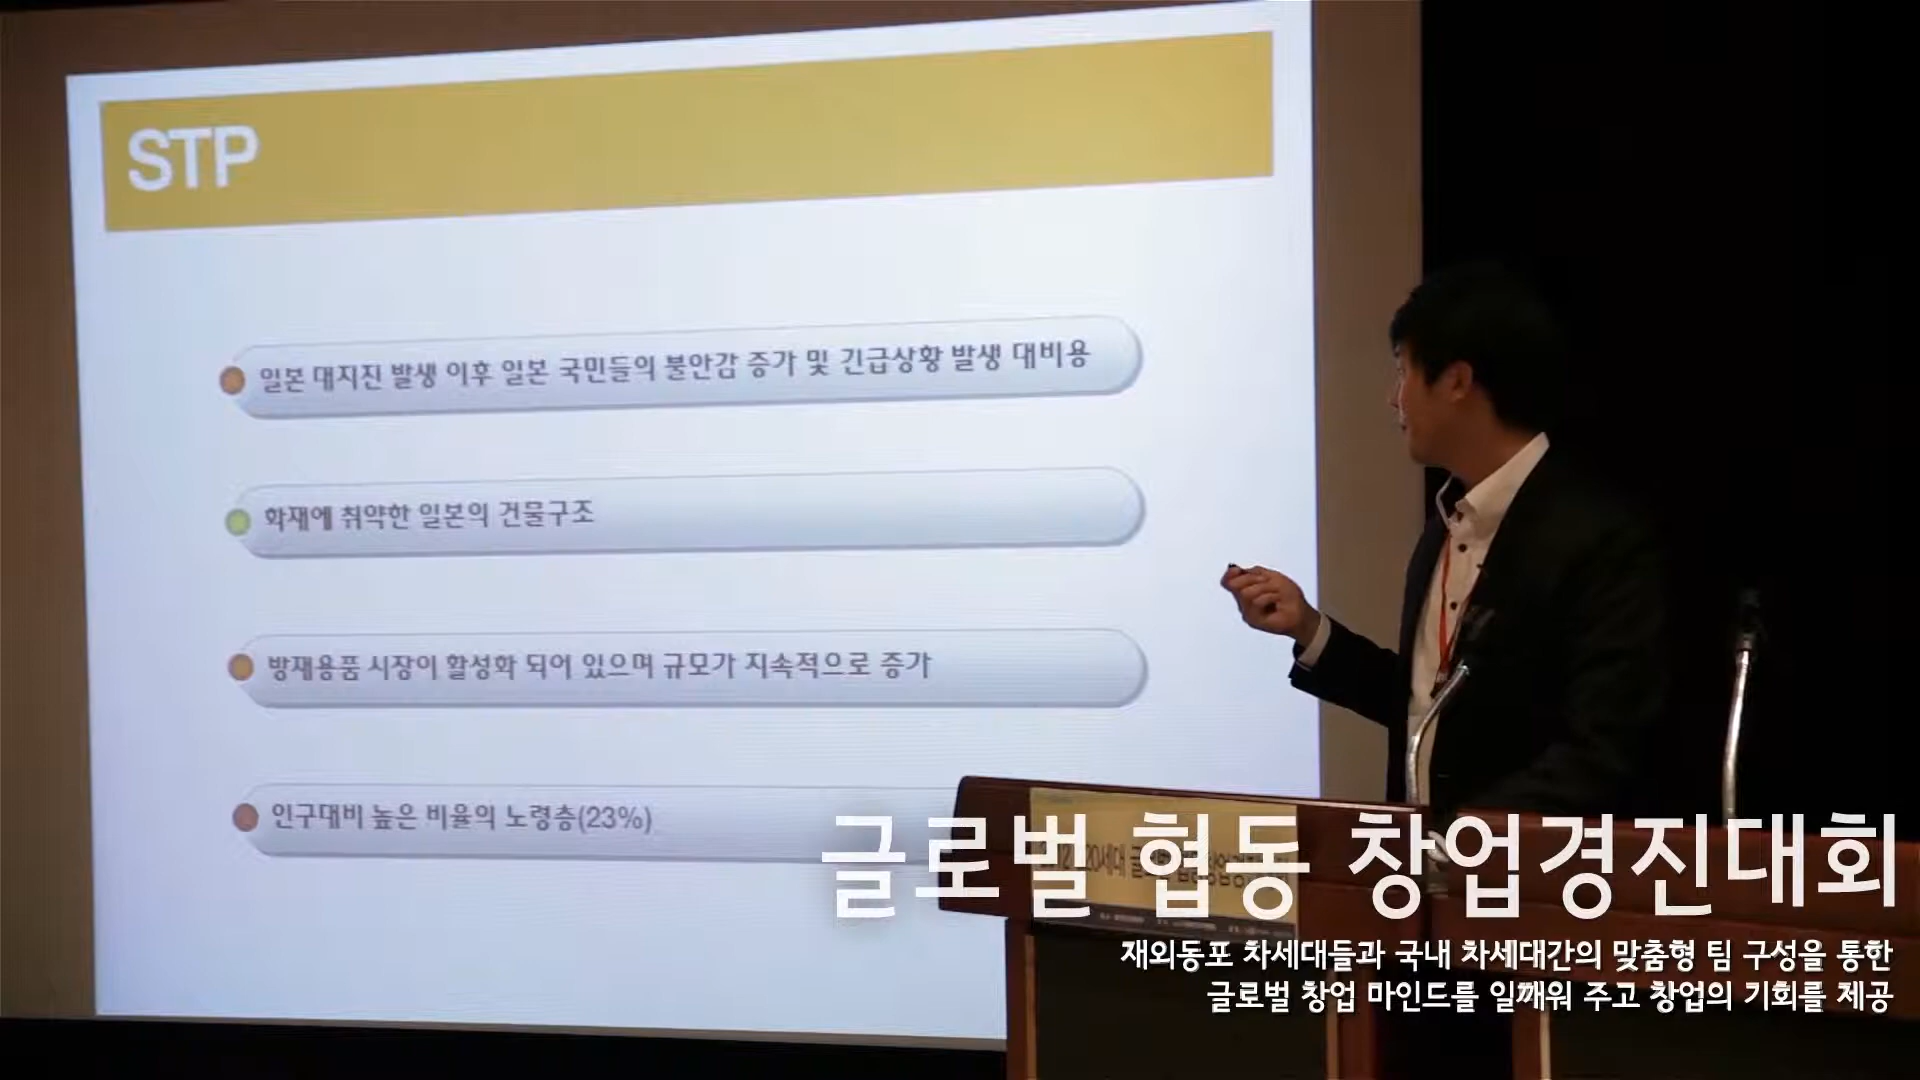 STP
일본 대지진 발생 이후 일본 국민들의 불안감 증가 및 긴급상황 발생 대비용
화재에 취약한 일본의 건물구조
방재용품 시장이 활성화 되어 있으며 규모가 지속적으로 증가
인구대비 높은 비율의 노령층(23%)
글로벌 협동 창업경진대회
재외동포 차세대들과 국내 차세대간의 맞춤형 팀 구성을 통한
글로벌 창업 마인드를 일깨워 주고 창업의 기회를 제공